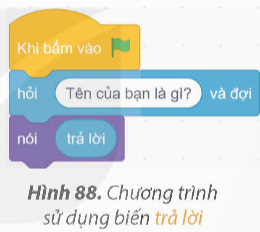 Khi bấm vào
hỏi Tên của bạn là gì? và đợi
nói trả lời
Hình 88. Chương trình
sử dụng biến trả lời